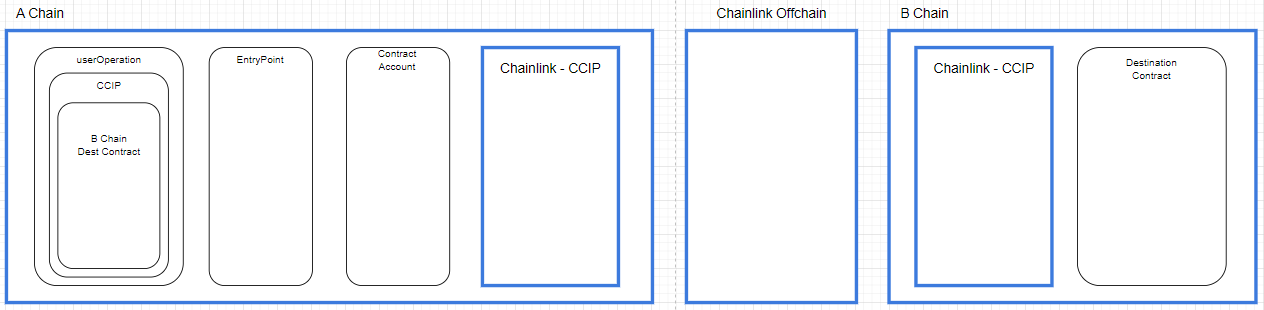 A Chain
Chainlink Offchain
B Chain
userOperation
CCIP
B Chain
Dest Contract
EntryPoint
Contract
Account
Chainlink - CCIP
Chainlink - CCIP
Destination
Contract